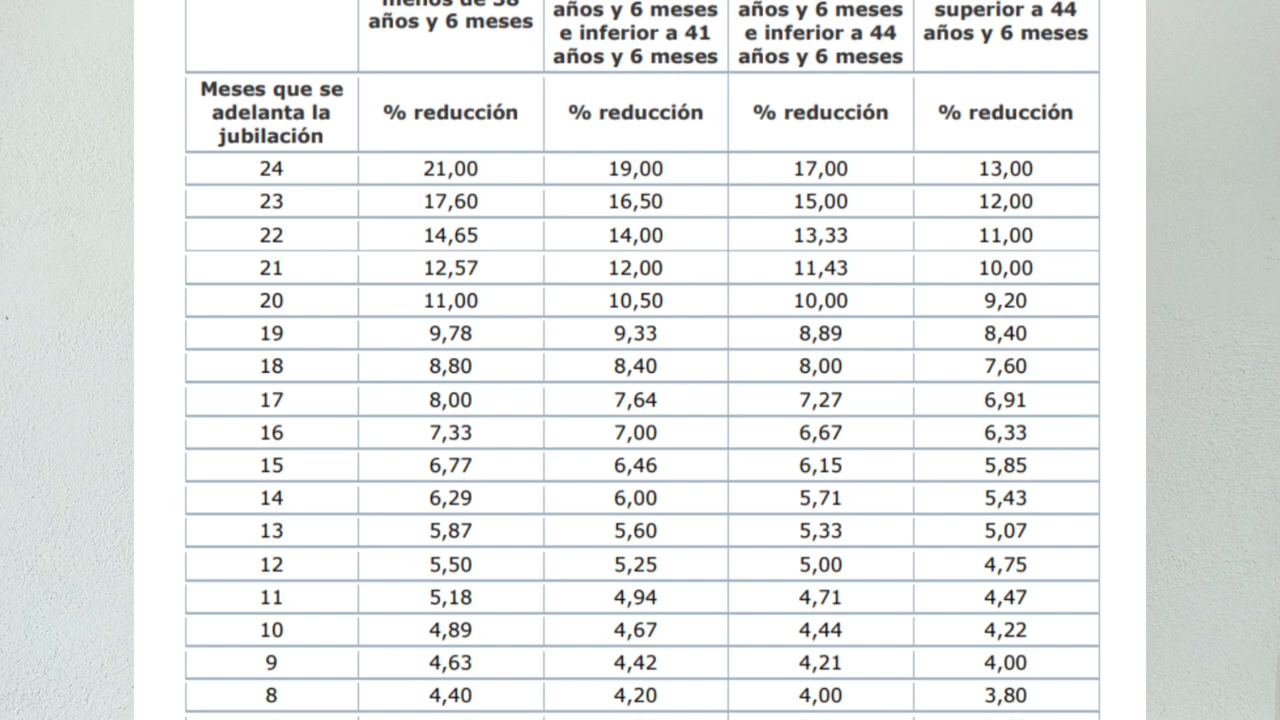 menos de 38
años y 6 meses
años y 6 meses
e inferior a 41
años y 6 meses
años y 6 meses
e inferior a 44
años y 6 meses
superior a 44
años y 6 meses
Meses que se
adelanta la
jubilación
% reducción
% reducción
% reducción
% reducción
24 21,00 19,00 17,00 13,00
23 17,60 16,50 15,00 12,00
22 14,65 14,00 13,33 11,00
21 12,57 12,00 11,43 10,00
20 11,00 10,50 10,00 9,20
19 9,78 9,33 8,89 8,40
18 8,80 8,40 8,00 7,60
17 8,00 7,64 7,27 6,91
16 7,33 7,00 6,67 6,33
15 6,77 6,46 6,15 5,85
14 6,29 6,00 5,71 5,43
13 5,87 5,60 5,33 5,07
12 5,50 5,25 5,00 4,75
11 5,18 4,94 4,71 4,47
10 4,89 4,67 4,44 4,22
9 4,63 4,42 4,21 4,00
8 4,40 4,20 4,00 3,80